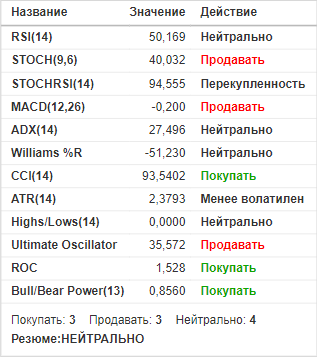 Название Значение Действие
RSI(14) 50,169 Нейтрально
STOCH(9,6) 40,032 Продавать
STOCHRSI(14) 94,555 Перекупленность
MACD(12,26) -0,200 Продавать
ADX(14) 27,496 Нейтрально
Williams %R -51,230 Нейтрально
CCI(14) 93,5402 Покупать
ATR(14) 2,3793 Менее волатилен
Highs/Lows(14) 0,0000 Нейтрально
Ultimate Oscillator 35,572 Продавать
ROC 1,528 Покупать
Bull/Bear Power(13) 0,8560 Покупать
Покупать: 3 Продавать: 3 Нейтрально: 4
Резюме:НЕЙТРАЛЬНО